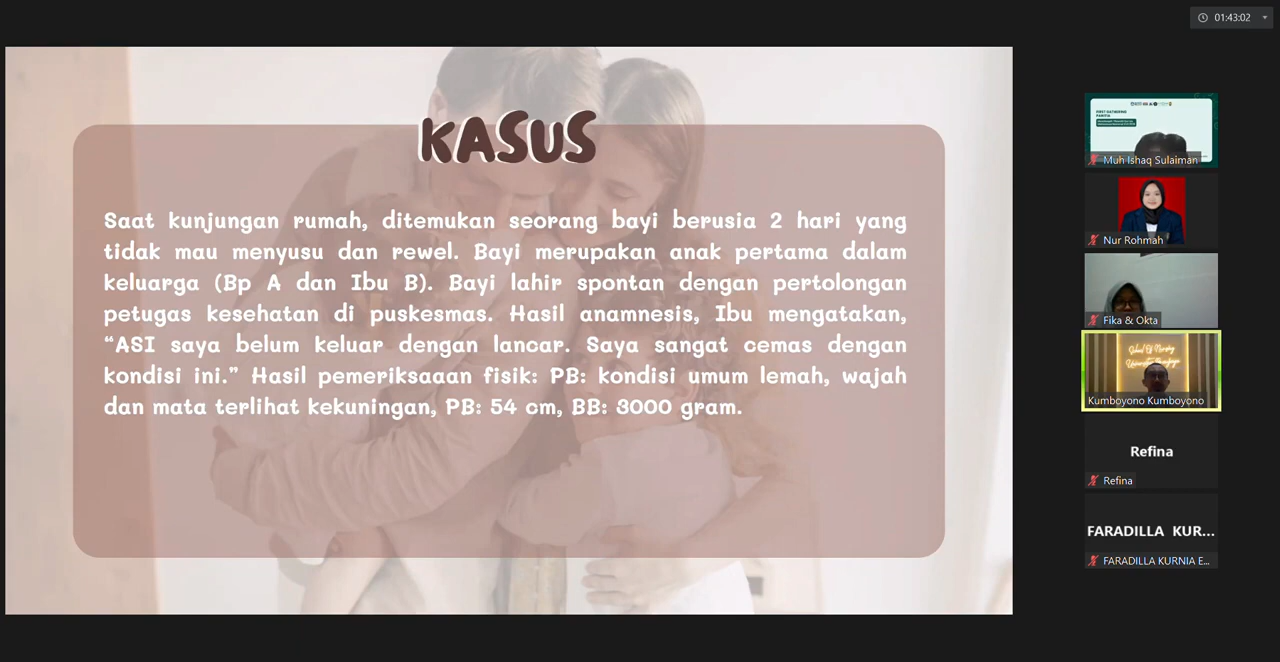 01:43:02
KASUS
Saat kunjungan rumah, ditemukan seorang bayi berusia 2 hari yang
tidak mau menyusu dan rewel. Bayi merupakan anak pertama dalam
keluarga (Bp A dan Ibu B). Bayi lahir spontan dengan pertolongan
petugas kesehatan di puskesmas. Hasil anamnesis, Ibu mengatakan,
“ASI saya belum keluar dengan lancar. Saya sangat cemas dengan
kondisi ini.” Hasil pemeriksaaan fisik: PB: kondisi umum lemah, wajah
dan mata terlihat kekuningan, PB: 54 cm, BB: 3000 gram.
FIRST GATHERING
Muh Ishaq Sulaiman
Nur Rohmah
Fika & Okta
Kumboyono Kumboyono
Refina
Refina
FARADILLA KUR...
FARADILLA KURNIA E...